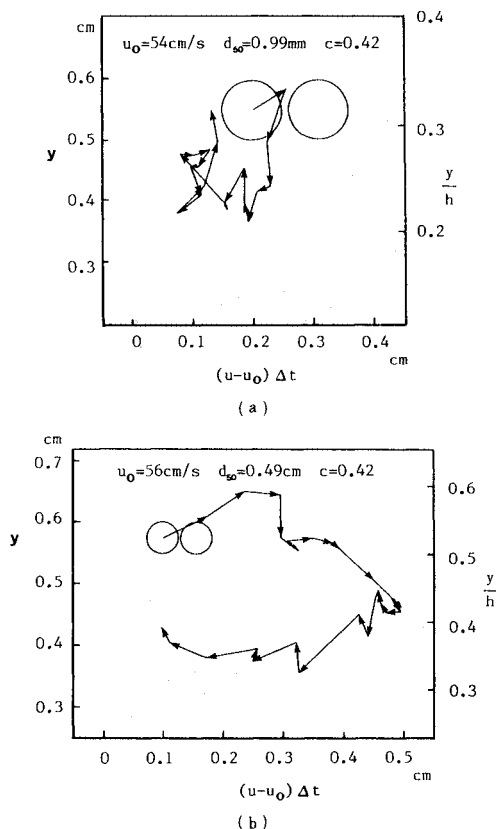 cm
u₀=54cm/s d₅₀=0.99mm c=0.42
0.4
0.6
0.5
0.3
y
y/h
0.4
0.2
0.3
0 0.1 0.2 0.3 0.4
cm
(u-u₀) Δt
(a)
cm
0.7
u₀=56cm/s d₅₀=0.49cm c=0.42
0.6
0.6
y
0.5
y/h
0.5
0.4
0.4
0.3
0.3
0 0.1 0.2 0.3 0.4 0.5
cm
(u-u₀) Δt
(b)